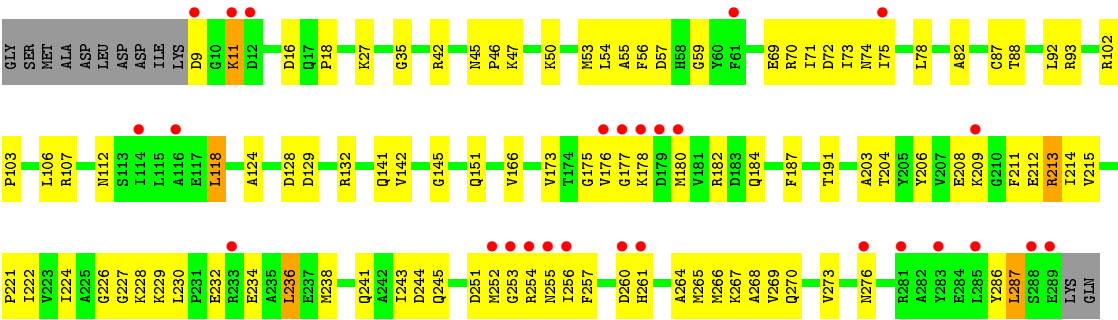 GLY SER MET ALA ASP LEU ASP ASP ILE LYS D9 G10 K11 D12 D16 Q17 P18 K27 G35 R42 N45 P46 K47 K50 M53 L54 A55 F56 D57 H58 G59 Y60 F61 E69 R70 I71 D72 I73 N74 I75 L78 A82 C87 T88 L92 R93 R102
P103 L106 R107 N112 S113 I114 L115 A116 E117 L118 A124 D128 D129 R132 Q141 V142 G145 Q151 V166 V173 T174 G175 V176 G177 K178 D179 M180 V181 R182 D183 Q184 F187 T191 A203 T204 Y205 Y206 V207 E208 K209 G210 F211 E212 R213 I214 V215
P221 I222 V223 I224 A225 G226 G227 K228 K229 L230 P231 E232 R233 E234 A235 L236 E237 M238 Q241 A242 I243 D244 Q245 D251 M252 G253 R254 N255 I256 F257 D260 H261 A264 M265 M266 K267 A268 V269 Q270 V273 N276 R281 A282 Y283 E284 L285 Y286 L287 S288 E289 LYS GLN